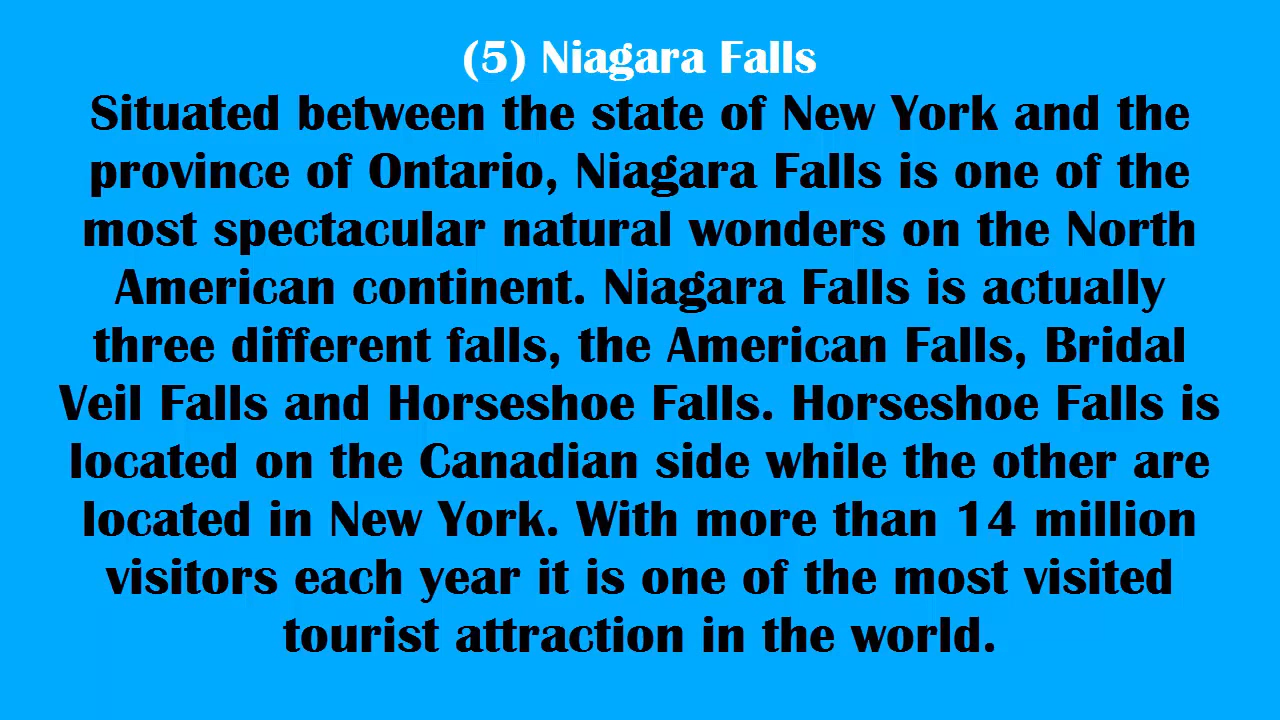 (5) Niagara Falls
Situated between the state of New York and the
province of Ontario, Niagara Falls is one of the
most spectacular natural wonders on the North
American continent. Niagara Falls is actually
three different falls, the American Falls, Bridal
Veil Falls and Horseshoe Falls. Horseshoe Falls is
located on the Canadian side while the other are
located in New York. With more than 14 million
visitors each year it is one of the most visited
tourist attraction in the world.